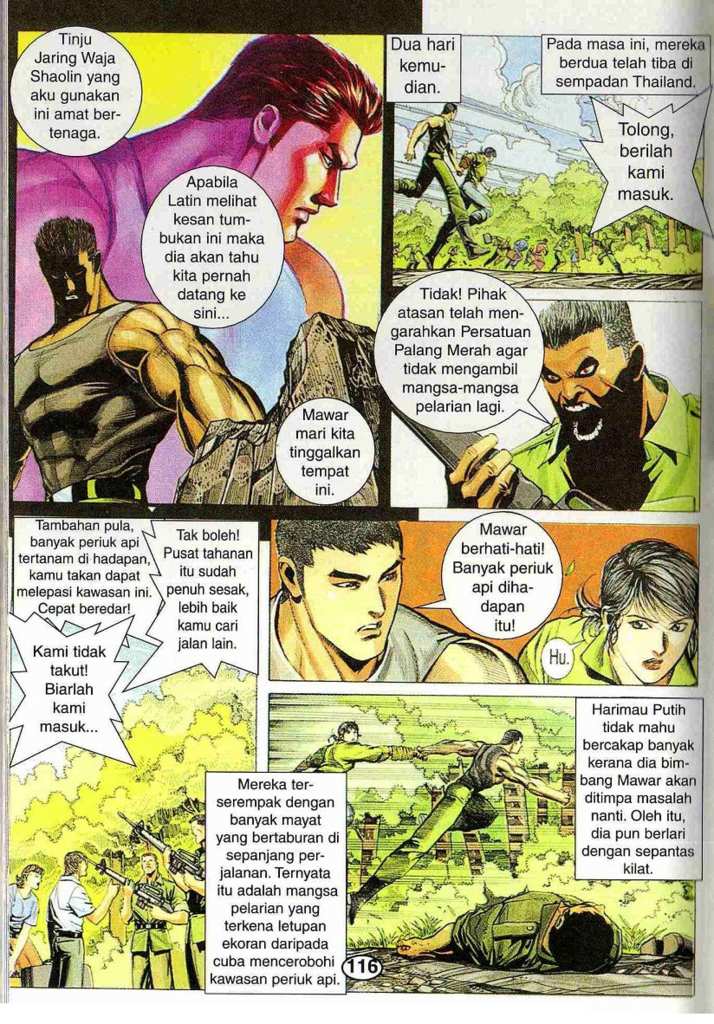 Tinju
Jaring Waja
Shaolin yang
aku gunakan
ini amat ber-
tenaga.
Apabila
Latin melihat
kesan tum-
bukan ini maka
dia akan tahu
kita pernah
datang ke
sini...
Mawar
mari kita
tinggalkan
tempat
ini.
Dua hari
kemu-
dian.
Pada masa ini, mereka
berdua telah tiba di
sempadan Thailand.
Tolong,
berilah
kami
masuk.
Tidak! Pihak
atasan telah men-
garahkan Persatuan
Palang Merah agar
tidak mengambil
mangsa-mangsa
pelarian lagi.
Tambahan pula,
banyak periuk api
tertanam di hadapan,
kamu takan dapat
melepasi kawasan ini.
Cepat beredar!
Tak boleh!
Pusat tahanan
itu sudah
penuh sesak,
lebih baik
kamu cari
jalan lain.
Kami tidak
takut!
Biarlah
kami
masuk...
Mawar
berhati-hati!
Banyak periuk
api diha-
dapan
itu!
Hu.
Mereka ter-
serempak dengan
banyak mayat
yang bertaburan di
sepanjang per-
jalanan. Ternyata
itu adalah mangsa
pelarian yang
terkena letupan
ekoran daripada
cuba mencerobohi
kawasan periuk api.
Harimau Putih
tidak mahu
bercakap banyak
kerana dia bim-
bang Mawar akan
ditimpa masalah
nanti. Oleh itu,
dia pun berlari
dengan sepantas
kilat.
116